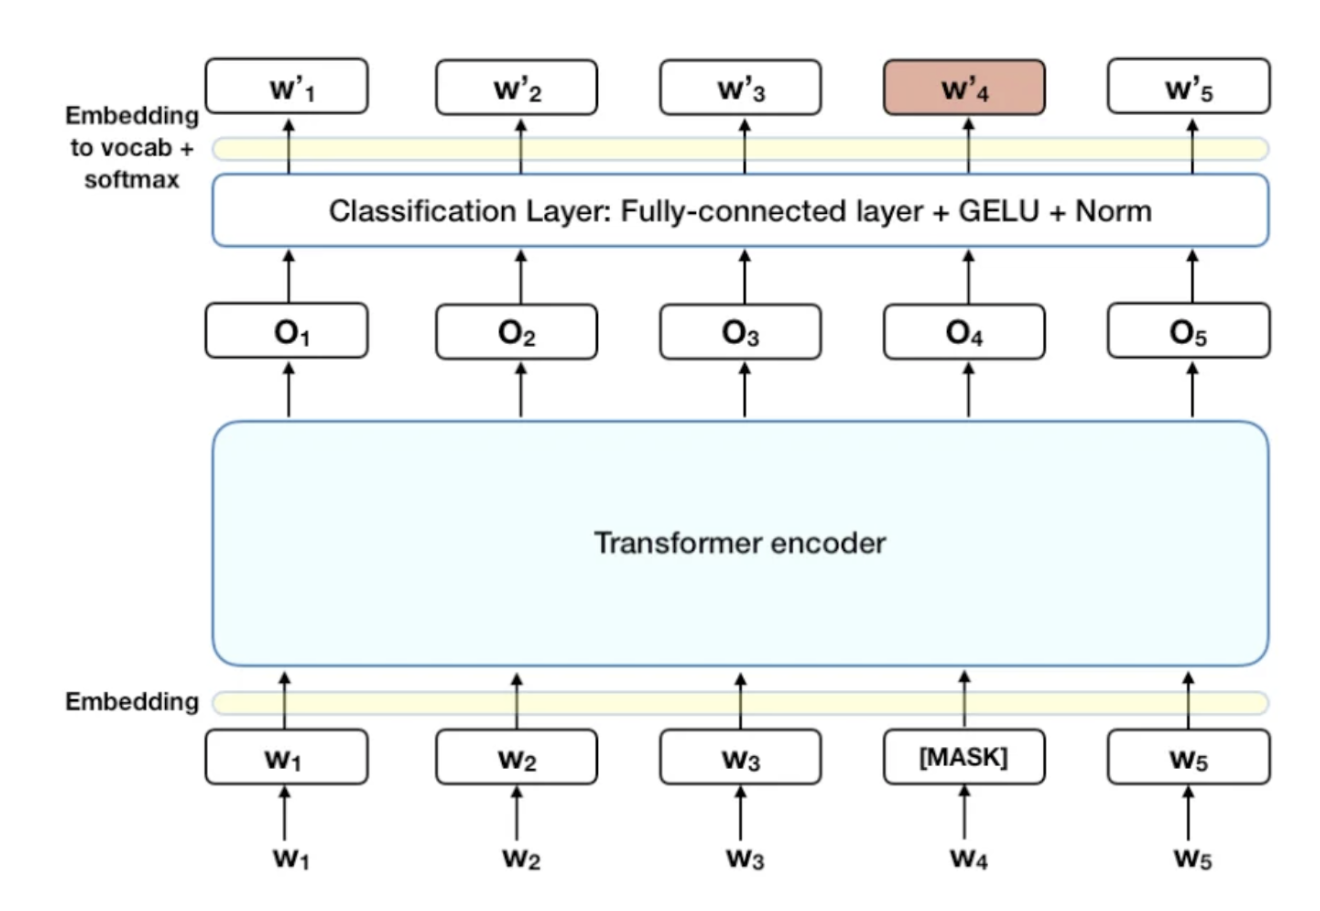 w’1 w’2 w’3 w’4 w’5
Embedding
to vocab +
softmax
Classification Layer: Fully-connected layer + GELU + Norm
O1 O2 O3 O4 O5
Transformer encoder
Embedding
W1 W2 W3 [MASK] W5
W1 W2 W3 W4 W5